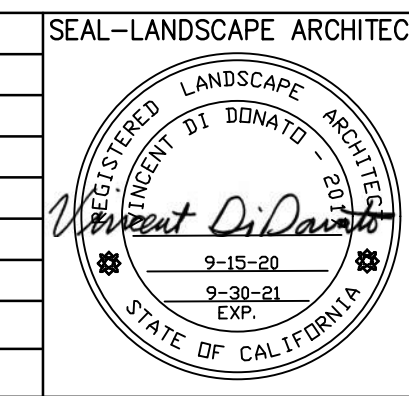 SEAL-LANDSCAPE ARCHITEC
REGISTERED LANDSCAPE ARCHITECT
VINCENT DI DONATO - 201
Vincent DiDonato
9-15-20
9-30-21
EXP.
STATE OF CALIFORNIA